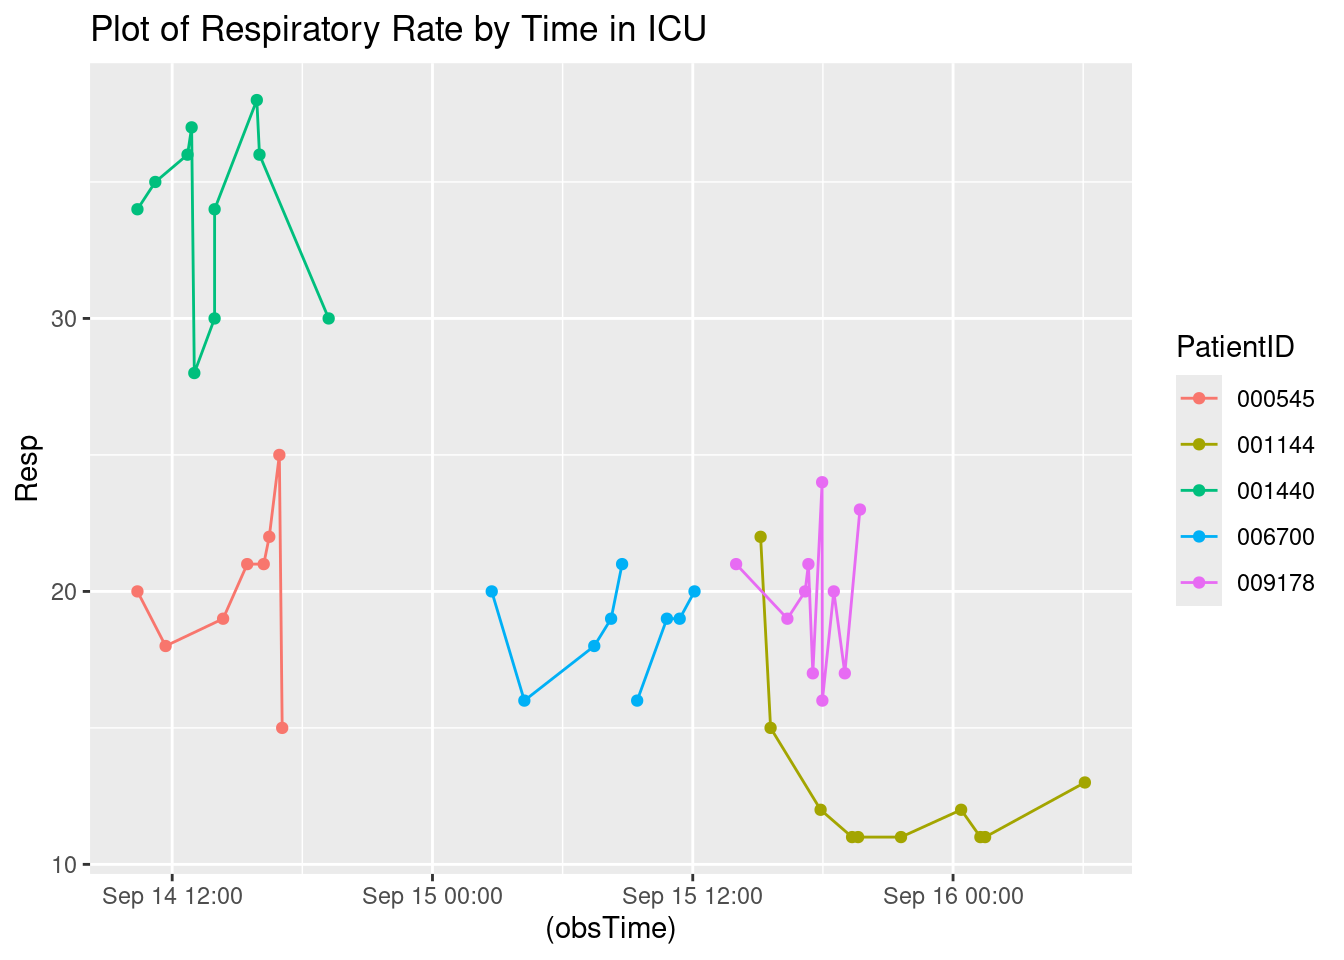 Plot of Respiratory Rate by Time in ICU
Resp
30
20
10
Sep 14 12:00 Sep 15 00:00 Sep 15 12:00 Sep 16 00:00
(obsTime)
PatientID
000545
001144
001440
006700
009178